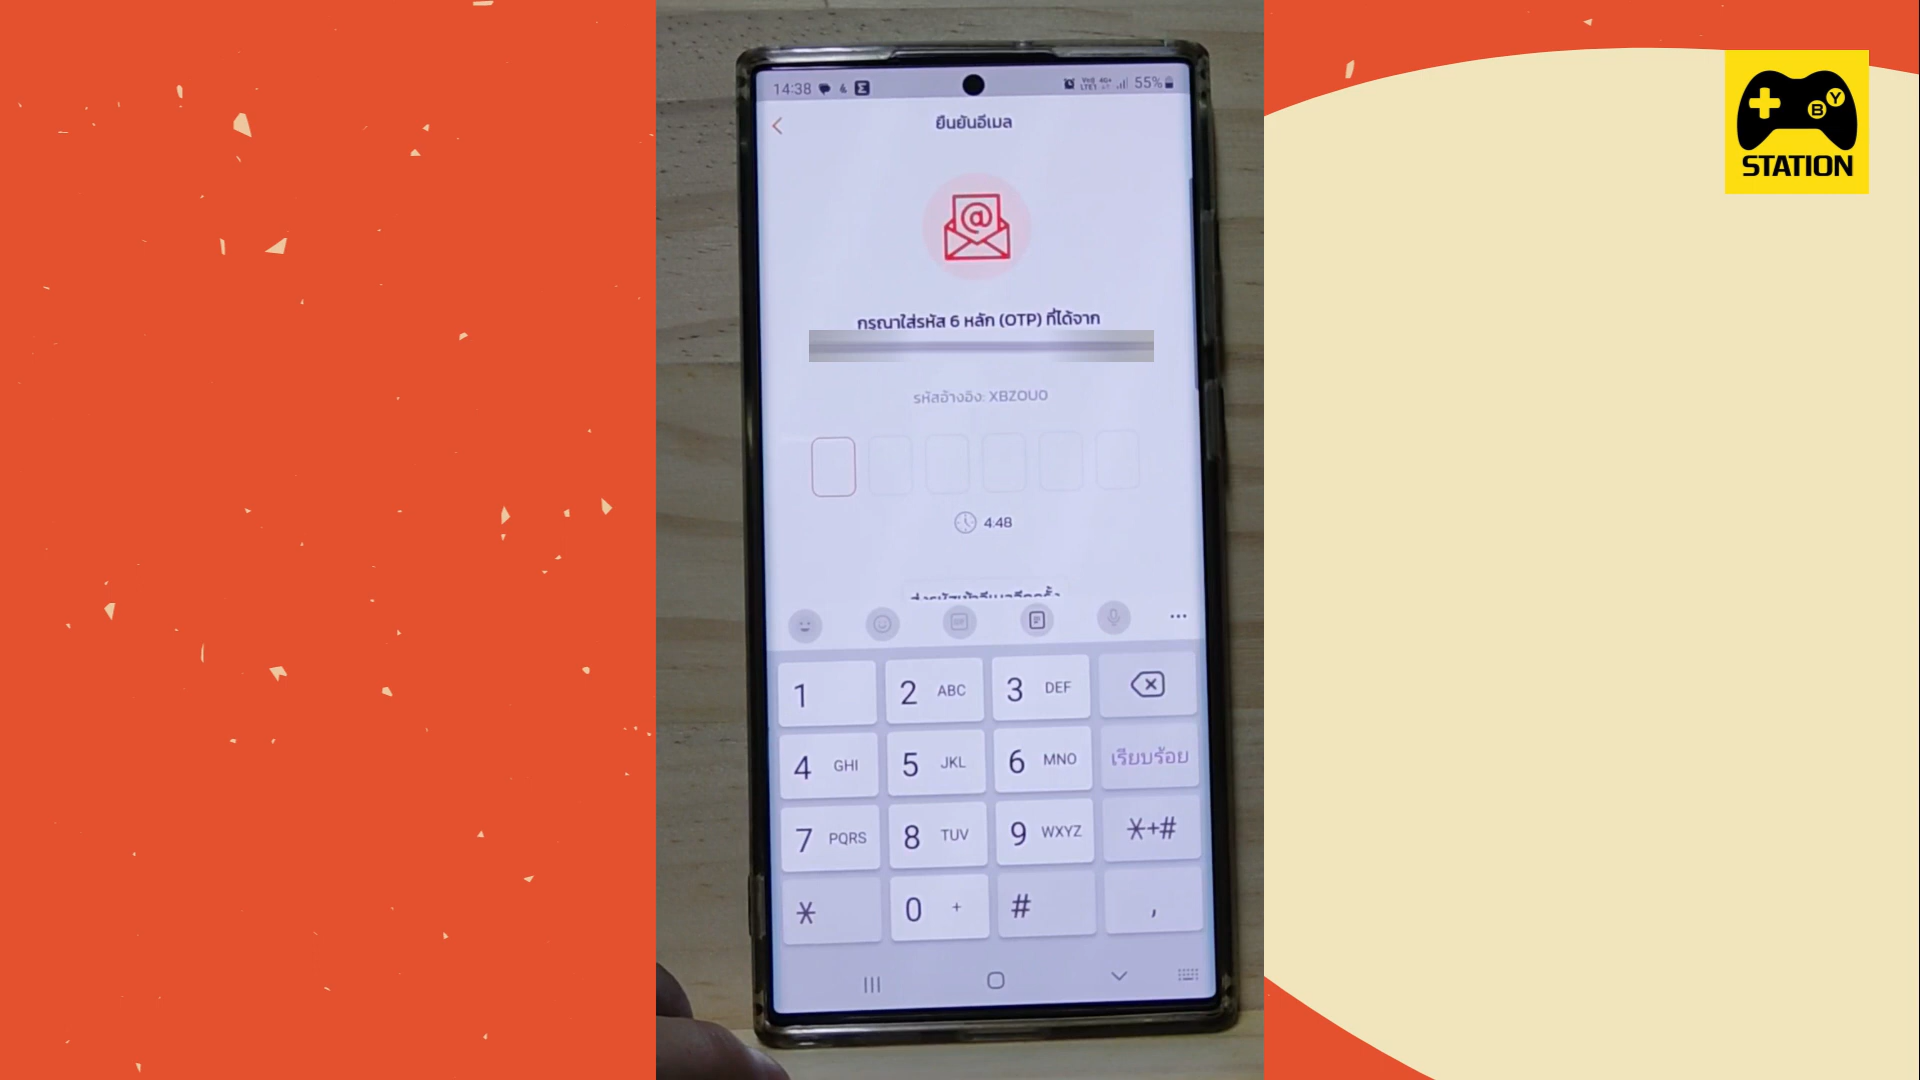 14:38
55%
ยืนยันอีเมล
กรุณาใส่รหัส 6 หลัก (OTP) ที่ได้จาก
รหัสอ้างอิง: XBZOU0
4:48
1
2 ABC
3 DEF
4 GHI
5 JKL
6 MNO
เรียบร้อย
7 PQRS
8 TUV
9 WXYZ
*+#
*
0 +
#
,
B Y
STATION